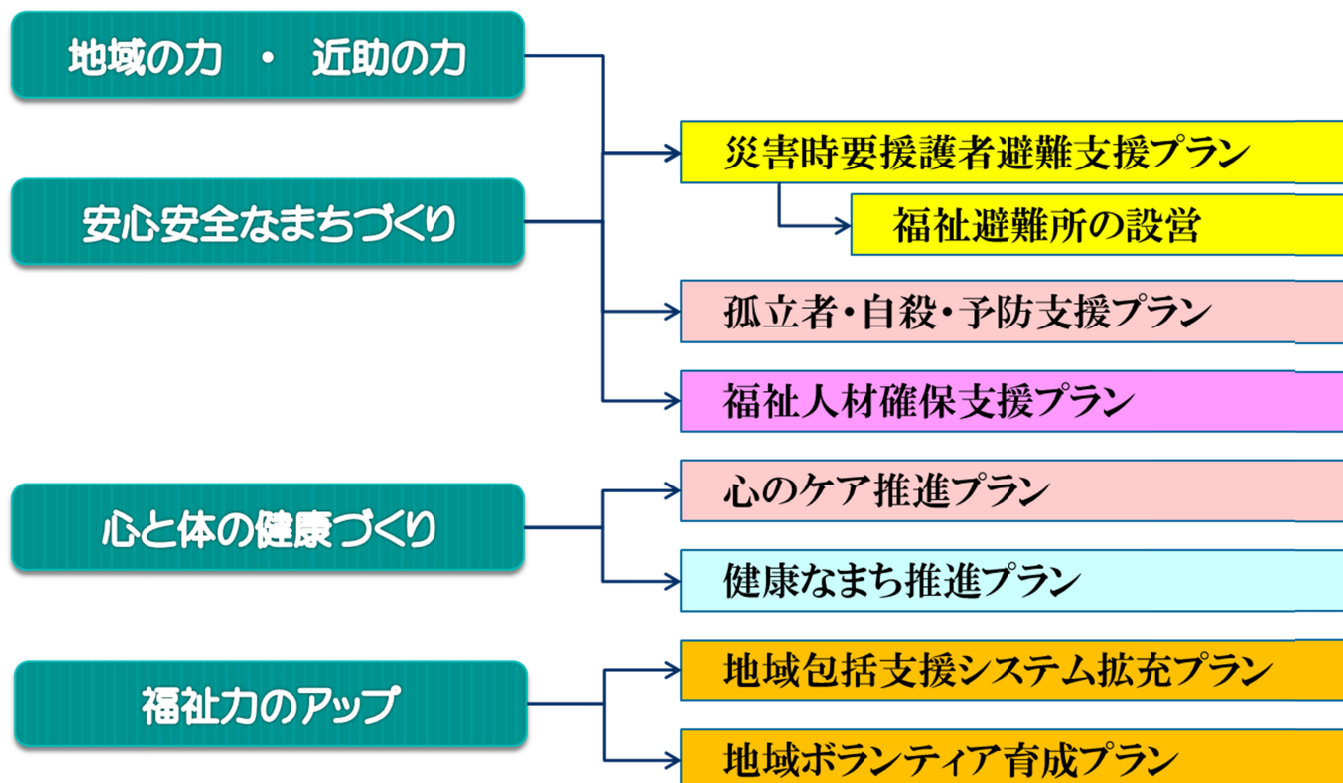 地域の力 ・ 近助の力
災害時要援護者避難支援プラン
安心安全なまちづくり
福祉避難所の設営
孤立者・自殺・予防支援プラン
福祉人材確保支援プラン
心のケア推進プラン
心と体の健康づくり
健康なまち推進プラン
地域包括支援システム拡充プラン
福祉力のアップ
地域ボランティア育成プラン